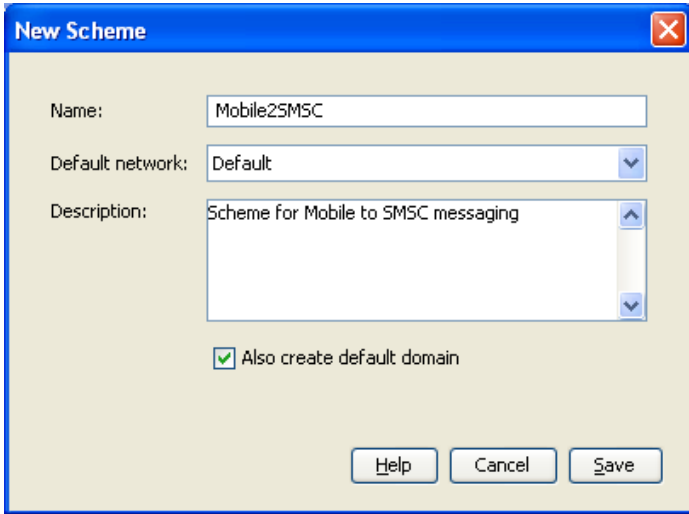 New Scheme
Name: Mobile2SMSC
Default network: Default
Description: Scheme for Mobile to SMSC messaging
Also create default domain
Help Cancel Save